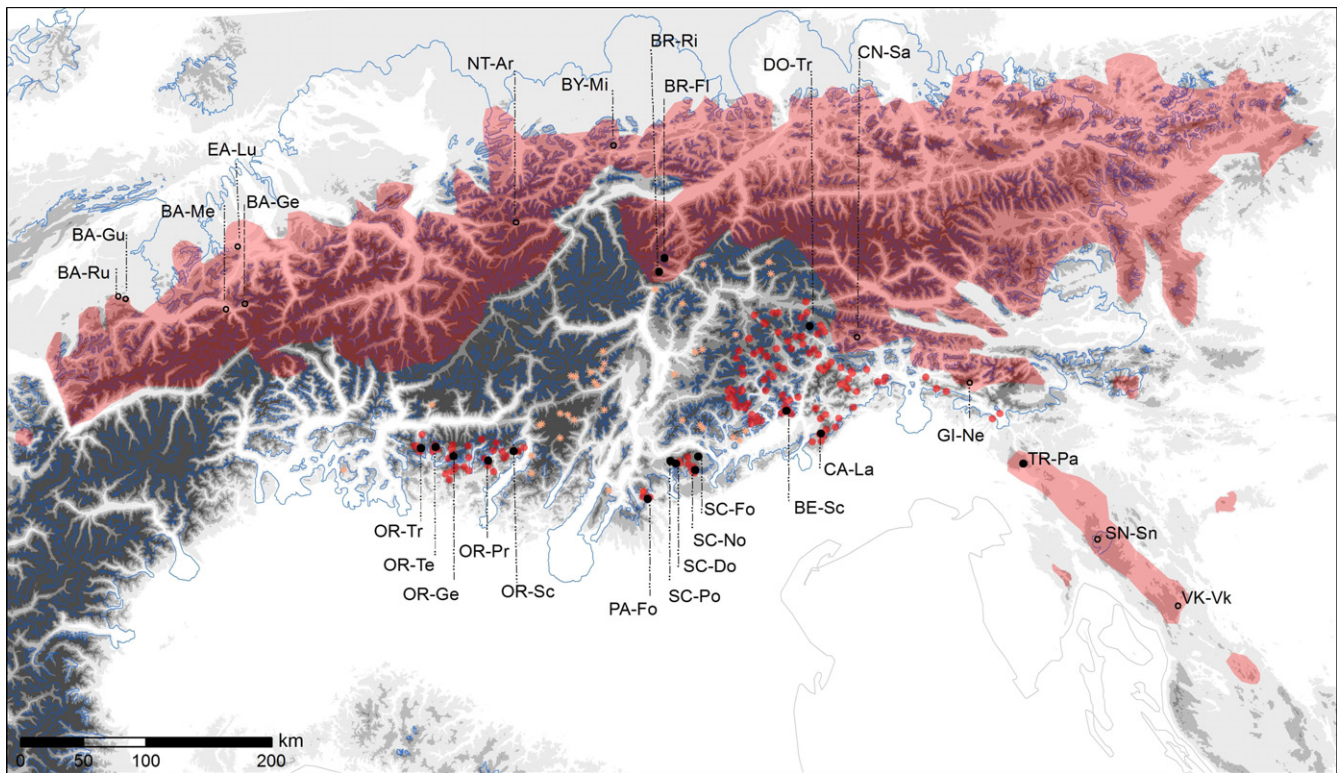 BR-Ri
NT-Ar
BY-Mi
BR-Fl
DO-Tr
CN-Sa
EA-Lu
BA-Me
BA-Ge
BA-Gu
BA-Ru
GI-Ne
CA-La
TR-Pa
OR-Tr
OR-Te
OR-Pr
OR-Ge
OR-Sc
PA-Fo
SC-Fo
SC-No
SC-Do
SC-Po
BE-Sc
SN-Sn
VK-Vk
km
0 50 100 200